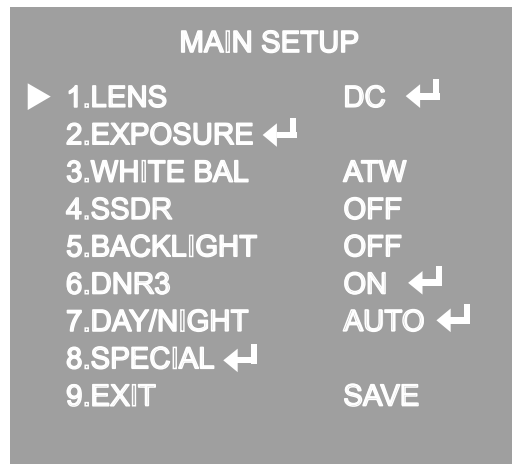 MAIN SETUP
▶ 1.LENS DC ↵
2.EXPOSURE ↵
3.WHITE BAL ATW
4.SSDR OFF
5.BACKLIGHT OFF
6.DNR3 ON ↵
7.DAY/NIGHT AUTO ↵
8.SPECIAL ↵
9.EXIT SAVE